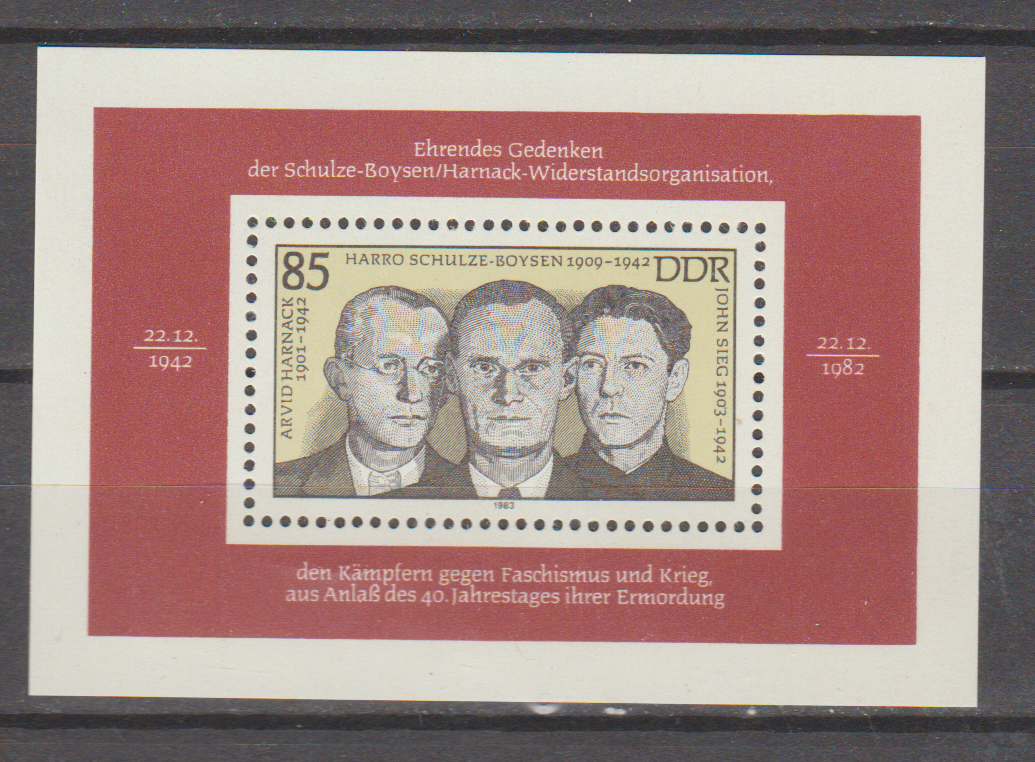 Ehrendes Gedenken
der Schulze-Boysen/Harnack-Widerstandsorganisation,
85
HARRO SCHULZE-BOYSEN 1909-1942
DDR
ARVID HARNACK
1901-1942
JOHN SIEG 1903-1942
22.12.
1942
22.12.
1982
1983
den Kämpfern gegen Faschismus und Krieg,
aus Anlaß des 40. Jahrestages ihrer Ermordung